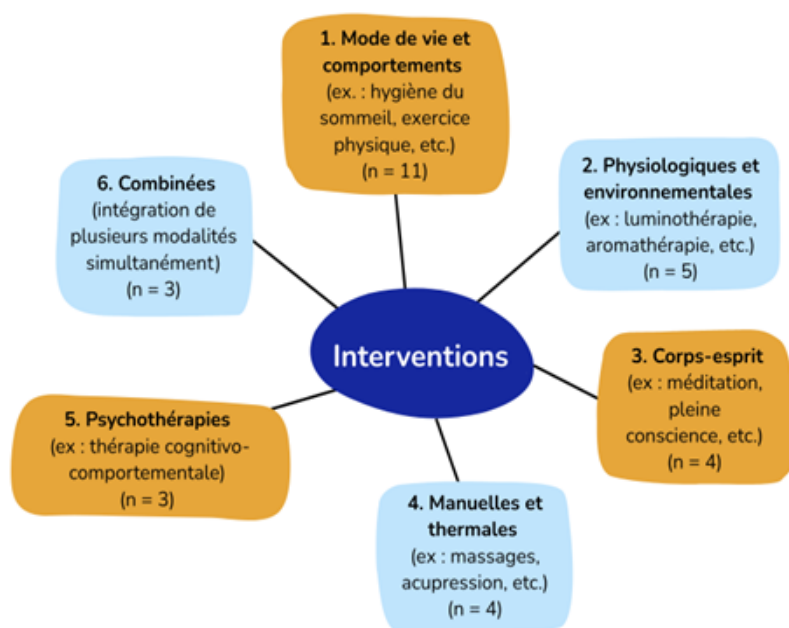 1. Mode de vie et
comportements
(ex. : hygiène du
sommeil, exercice
physique, etc.)
(n = 11)
2. Physiologiques et
environnementales
(ex : luminothérapie,
aromathérapie, etc.)
(n = 5)
3. Corps-esprit
(ex : méditation,
pleine
conscience, etc.)
(n = 4)
4. Manuelles et
thermales
(ex : massages,
acupression, etc.)
(n = 4)
5. Psychothérapies
(ex : thérapie cognitivo-
comportementale)
(n = 3)
6. Combinées
(intégration de
plusieurs modalités
simultanément)
(n = 3)
Interventions